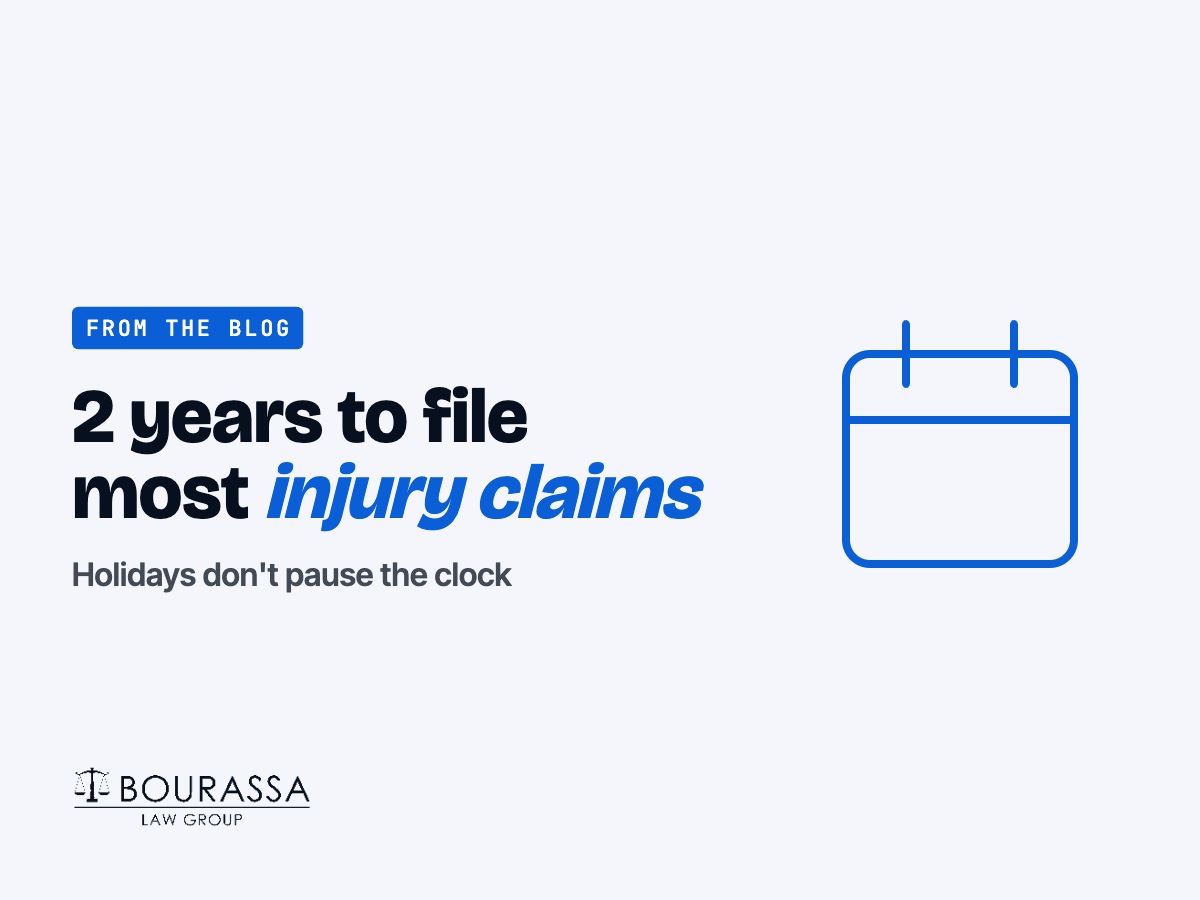 FROM THE BLOG
2 years to file
most injury claims
Holidays don't pause the clock
BOURASSA
LAW GROUP